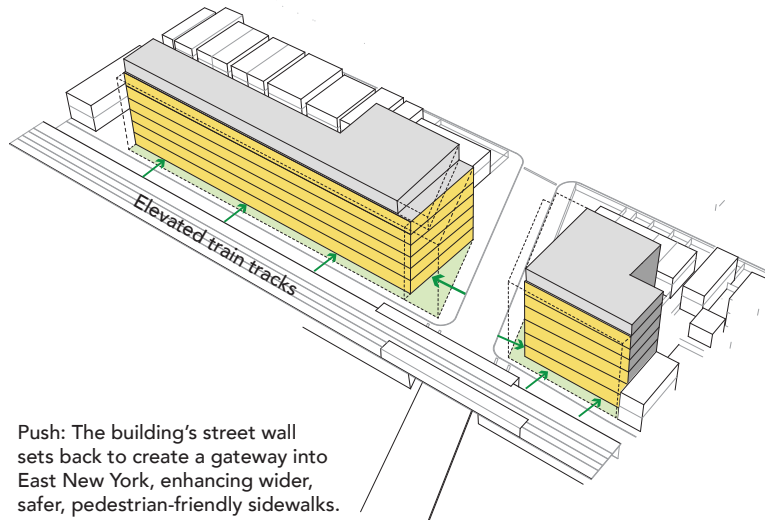 Elevated train tracks
Push: The building's street wall
sets back to create a gateway into
East New York, enhancing wider,
safer, pedestrian-friendly sidewalks.